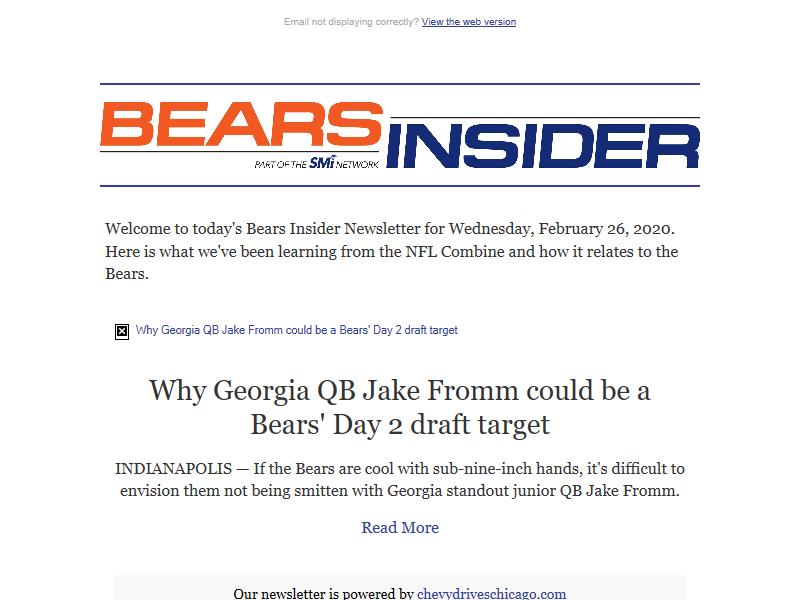 Email not displaying correctly? View the web version
BEARS INSIDER
PART OF THE SMi NETWORK
Welcome to today's Bears Insider Newsletter for Wednesday, February 26, 2020.
Here is what we've been learning from the NFL Combine and how it relates to the
Bears.
Why Georgia QB Jake Fromm could be a Bears' Day 2 draft target
Why Georgia QB Jake Fromm could be a
Bears' Day 2 draft target
INDIANAPOLIS — If the Bears are cool with sub-nine-inch hands, it's difficult to
envision them not being smitten with Georgia standout junior QB Jake Fromm.
Read More
Our newsletter is powered by chevydriveschicago.com